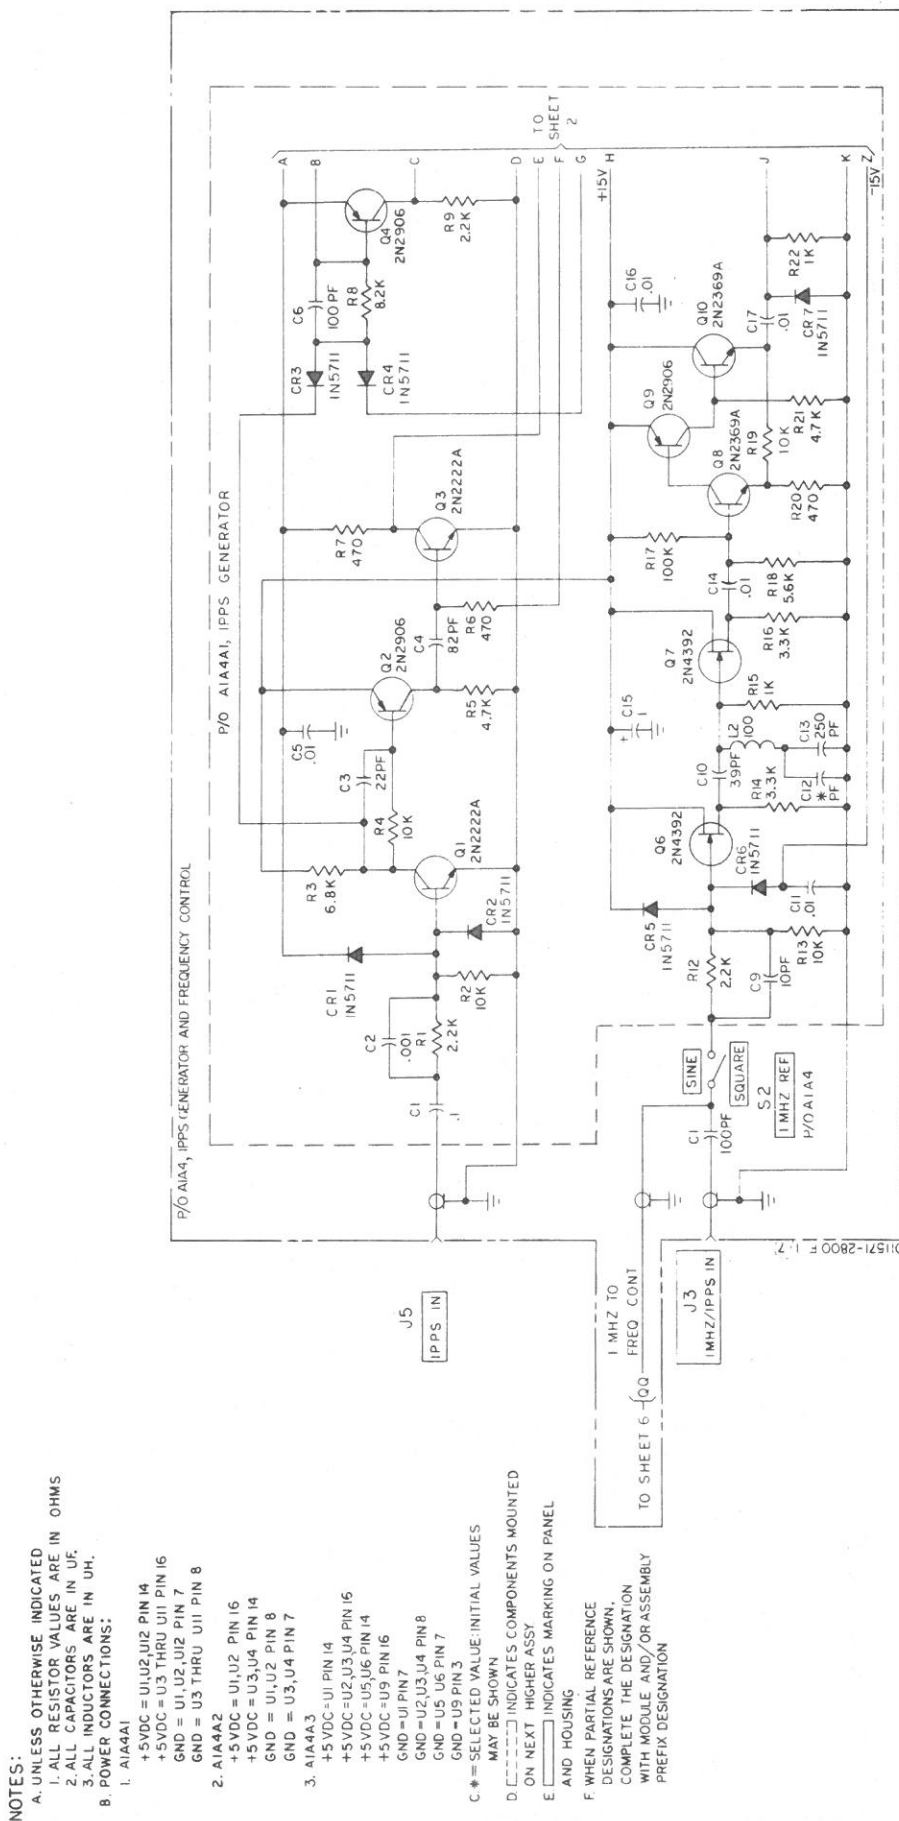 NOTES:
A. UNLESS OTHERWISE INDICATED
1. ALL RESISTOR VALUES ARE IN OHMS
2. ALL CAPACITORS ARE IN UF.
3. ALL INDUCTORS ARE IN UH.
B. POWER CONNECTIONS:
1. A1A4A1
+5VDC = U1,U2,U12 PIN 14
+5VDC = U3 THRU U11 PIN 16
GND = U1, U2, U12 PIN 7
GND = U3 THRU U11 PIN 8
2. A1A4A2
+5VDC = U1, U2 PIN 16
+5VDC = U3,U4 PIN 14
GND = U1,U2 PIN 8
GND = U3,U4 PIN 7
3. A1A4A3
+5VDC=U1 PIN 14
+5VDC=U2,U3,U4 PIN 16
+5VDC=U5,U6 PIN 14
+5VDC=U9 PIN 16
GND=U1 PIN 7
GND=U2,U3,U4 PIN 8
GND=U5 U6 PIN 7
GND=U9 PIN 3
C. *=SELECTED VALUE:INITIAL VALUES
MAY BE SHOWN
D. INDICATES COMPONENTS MOUNTED
ON NEXT HIGHER ASSY
E. INDICATES MARKING ON PANEL
AND HOUSING
F. WHEN PARTIAL REFERENCE
DESIGNATIONS ARE SHOWN,
COMPLETE THE DESIGNATION
WITH MODULE AND/OR ASSEMBLY
PREFIX DESIGNATION
P/O A1A4, 1PPS GENERATOR AND FREQUENCY CONTROL
P/O A1A4A1, 1PPS GENERATOR
J5
1PPS IN
C1
.1
C2
.001
R1
2.2K
R2
10K
CR1
1N5711
CR2
1N5711
R3
6.8K
Q1
2N2222A
R4
10K
C3
22PF
C5
.01
Q2
2N2906
R5
4.7K
C4
82PF
R6
470
R7
470
Q3
2N2222A
CR3
1N5711
CR4
1N5711
C6
100PF
R8
8.2K
Q4
2N2906
R9
2.2K
A
B
C
D
E
F
G
H
J
K
Z
TO
SHEET
2
+15V
-15V
1 MHZ TO
FREQ CONT
TO SHEET 6
QQ
J3
1MHZ/1PPS IN
C1
100PF
SINE
SQUARE
S2
1 MHZ REF
P/O A1A4
R12
2.2K
C9
10PF
R13
10K
C11
.01
CR5
1N5711
CR6
1N5711
Q6
2N4392
R14
3.3K
C10
39PF
L2
100
C12
*
PF
C13
250
PF
C15
1
+
R15
1K
Q7
2N4392
R16
3.3K
C14
.01
R17
100K
R18
5.6K
Q8
2N2369A
R20
470
R19
10K
Q9
2N2906
R21
4.7K
Q10
2N2369A
C16
.01
C17
.01
CR7
1N5711
R22
1K